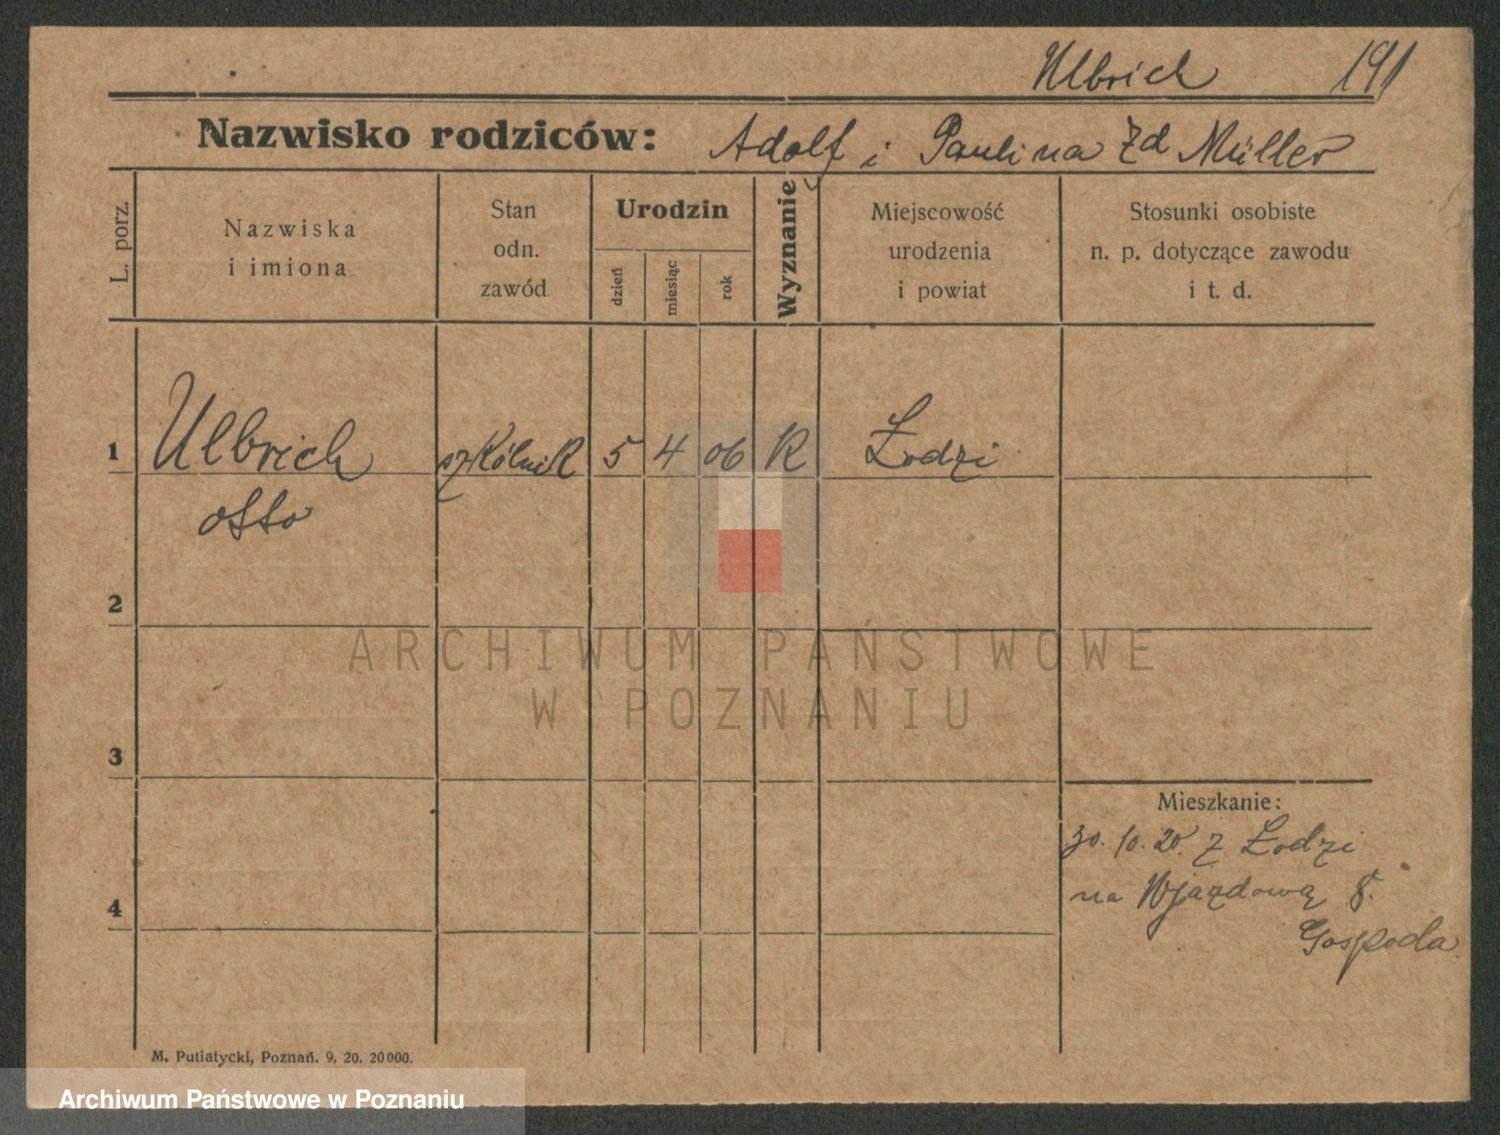 Ulbrich 191
Nazwisko rodziców: Adolf i Paulina Zd Müller
L. porz.
Nazwiska
i imiona
Stan
odn.
zawód
Urodzin
dzień
miesiąc
rok
Wyznanie
Miejscowość
urodzenia
i powiat
Stosunki osobiste
n. p. dotyczące zawodu
i t. d.
1 Ulbrich szkólnik 5 4 06 K Łodzi
otto
2
3
4
Mieszkanie:
30.10.20. z Łodzi
na Wjazdową 8.
Gospoda
M. Putiatycki, Poznań. 9. 20. 20000.
ARCHIWUM PAŃSTWOWE
W POZNANIU
Archiwum Państwowe w Poznaniu